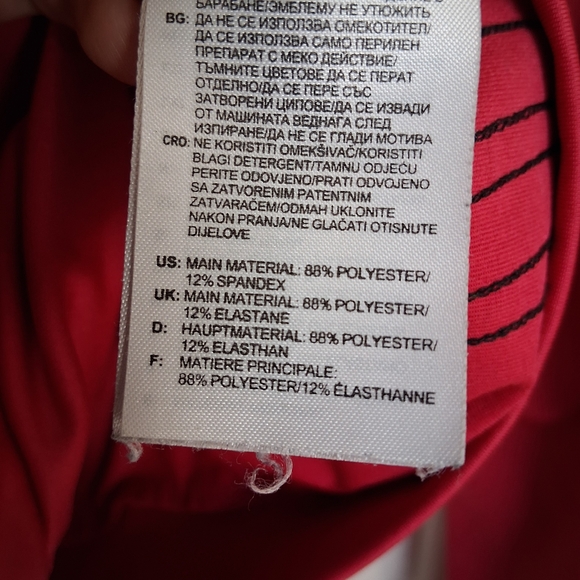 БАРАБАНЕ/ЭМБЛЕМУ НЕ УТЮЖИТЬ
BG: ДА НЕ СЕ ИЗПОЛЗВА ОМЕКОТИТЕЛ/
ДА СЕ ИЗПОЛЗВА САМО ПЕРИЛЕН
ПРЕПАРАТ С МЕКО ДЕЙСТВИЕ/
ТЪМНИТЕ ЦВЕТОВЕ ДА СЕ ПЕРАТ
ОТДЕЛНО/ДА СЕ ПЕРЕ СЪС
ЗАТВОРЕНИ ЦИПОВЕ/ДА СЕ ИЗВАДИ
ОТ МАШИНАТА ВЕДНАГА СЛЕД
ИЗПИРАНЕ/ДА НЕ СЕ ГЛАДИ МОТИВА
CRO: NE KORISTITI OMEKŠIVAČ/KORISTITI
BLAGI DETERGENT/TAMNU ODJEĆU
PERITE ODOVJENO/PRATI ODVOJENO
SA ZATVORENIM PATENTNIM
ZATVARAČEM/ODMAH UKLONITE
NAKON PRANJA/NE GLAČATI OTISNUTE
DIJELOVE
US: MAIN MATERIAL: 88% POLYESTER/
12% SPANDEX
UK: MAIN MATERIAL: 88% POLYESTER/
12% ELASTANE
D: HAUPTMATERIAL: 88% POLYESTER/
12% ELASTHAN
F: MATIERE PRINCIPALE:
88% POLYESTER/12% ÉLASTHANNE